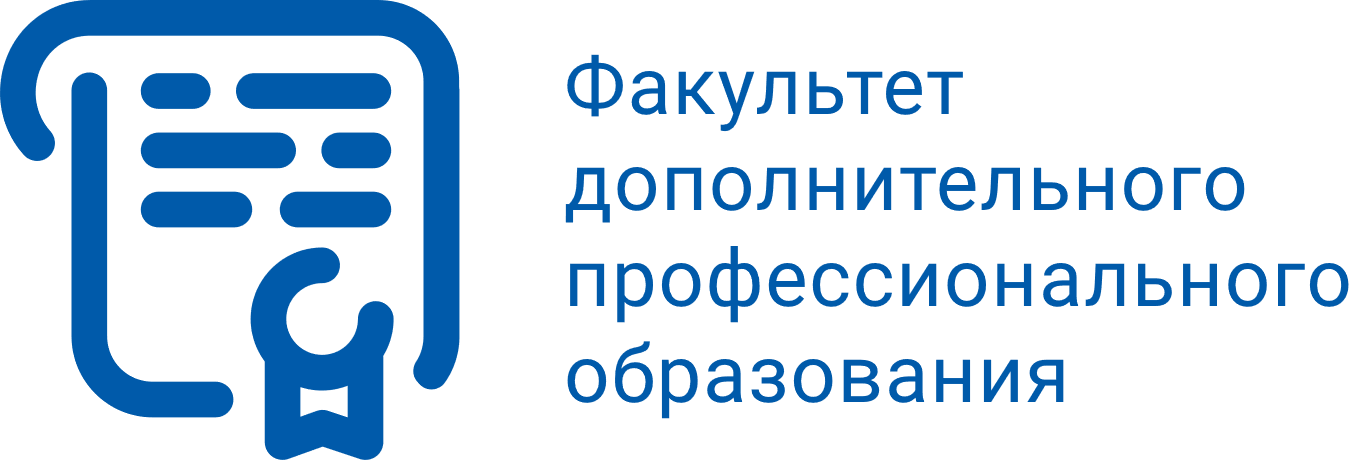 Факультет
дополнительного
профессионального
образования